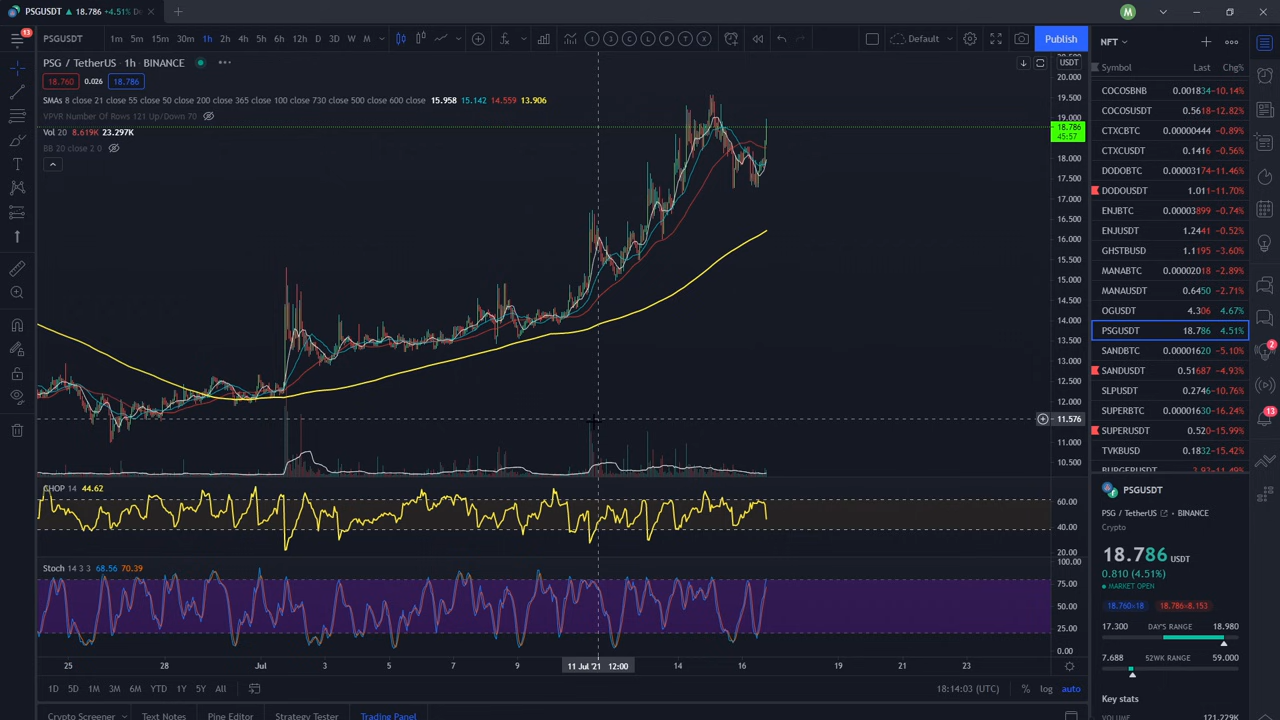 PSGUSDT ▲ 18.786 +4.51% D
M
13
PSGUSDT 1m 5m 15m 30m 1h 2h 4h 5h 6h 12h D 3D W M Default Publish
NFT
PSG / TetherUS · 1h · BINANCE
USDT
Symbol Last Chg%
18.760 0.026 18.786
SMAs 8 close 21 close 55 close 50 close 200 close 365 close 100 close 730 close 500 close 600 close 15.958 15.142 14.559 13.906
VPVR Number Of Rows 121 Up/Down 70
Vol 20 8.619K 23.297K
BB 20 close 2 0
20.000
19.500
19.000
18.786
45:57
18.000
17.500
17.000
16.500
16.000
15.500
15.000
14.500
14.000
13.500
13.000
12.500
12.000
11.576
11.000
10.500
COCOSBNB 0.001834 -10.14%
COCOSUSDT 0.5618 -12.82%
CTXCBTC 0.00000444 -0.89%
CTXCUSDT 0.1416 -0.56%
DODOBTC 0.00003174 -11.46%
DODOUSDT 1.011 -11.70%
ENJBTC 0.00003899 -0.74%
ENJUSDT 1.2441 -0.52%
GHSTBUSD 1.1195 -3.60%
MANABTC 0.00002018 -2.89%
MANAUSDT 0.6450 -2.71%
OGUSDT 4.306 4.67%
PSGUSDT 18.786 4.51%
SANDBTC 0.00001620 -5.10%
SANDUSDT 0.51687 -4.93%
SLPUSDT 0.2746 -10.76%
SUPERBTC 0.00001630 -16.24%
SUPERUSDT 0.520 -15.99%
TVKBUSD 0.1832 -15.42%
2
13
CHOP 14 44.62
60.00
40.00
20.00
Stoch 14 3 3 68.56 70.39
100.00
75.00
50.00
25.00
0.00
25 28 Jul 3 5 7 9 11 Jul '21 12:00 14 16 19 21 23
1D 5D 1M 3M 6M YTD 1Y 5Y All 18:14:03 (UTC) % log auto
Crypto Screener Text Notes Pine Editor Strategy Tester Trading Panel
PSGUSDT
PSG / TetherUS · BINANCE
Crypto
18.786 USDT
0.810 (4.51%)
MARKET OPEN
18.760×18 18.786×8.153
17.300 DAY'S RANGE 18.980
7.688 52WK RANGE 59.000
Key stats
VOLUME 121.229K